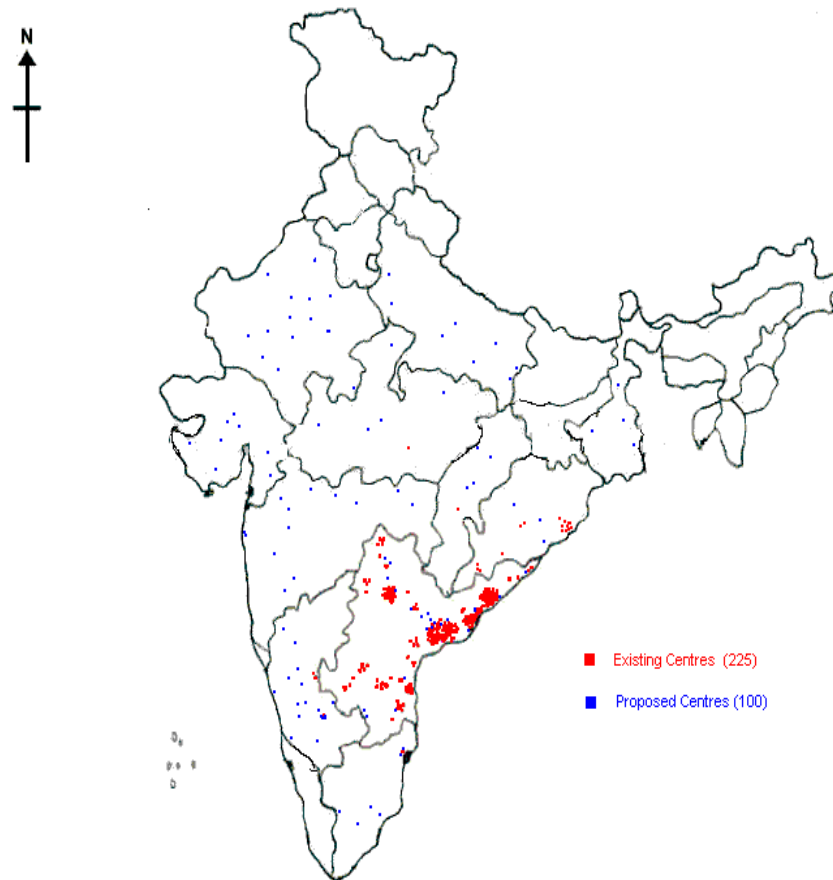 N
Existing Centres (225)
Proposed Centres (100)